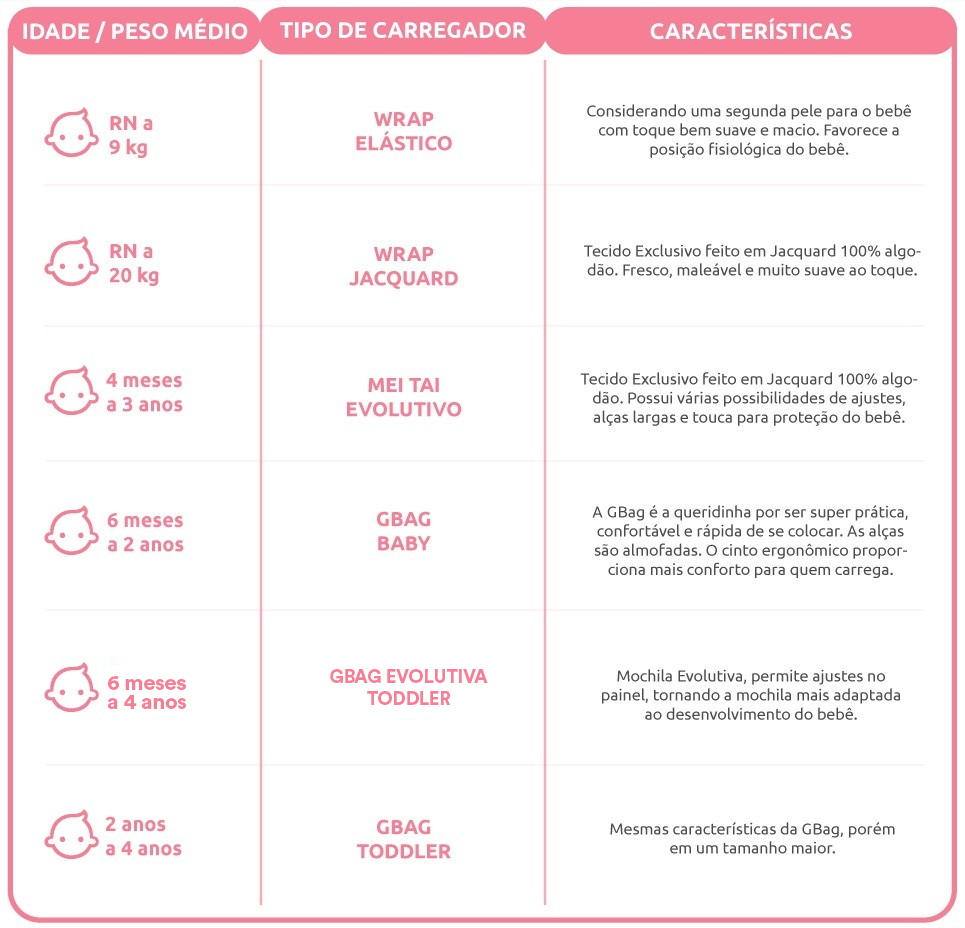 IDADE / PESO MÉDIO
TIPO DE CARREGADOR
CARACTERÍSTICAS
RN a
9 kg
WRAP
ELÁSTICO
Considerando uma segunda pele para o bebê
com toque bem suave e macio. Favorece a
posição fisiológica do bebê.
RN a
20 kg
WRAP
JACQUARD
Tecido Exclusivo feito em Jacquard 100% algo-
dão. Fresco, maleável e muito suave ao toque.
4 meses
a 3 anos
MEI TAI
EVOLUTIVO
Tecido Exclusivo feito em Jacquard 100% algo-
dão. Possui várias possibilidades de ajustes,
alças largas e touca para proteção do bebê.
6 meses
a 2 anos
GBAG
BABY
A GBag é a queridinha por ser super prática,
confortável e rápida de se colocar. As alças
são almofadas. O cinto ergonômico propor-
ciona mais conforto para quem carrega.
6 meses
a 4 anos
GBAG EVOLUTIVA
TODDLER
Mochila Evolutiva, permite ajustes no
painel, tornando a mochila mais adaptada
ao desenvolvimento do bebê.
2 anos
a 4 anos
GBAG
TODDLER
Mesmas características da GBag, porém
em um tamanho maior.